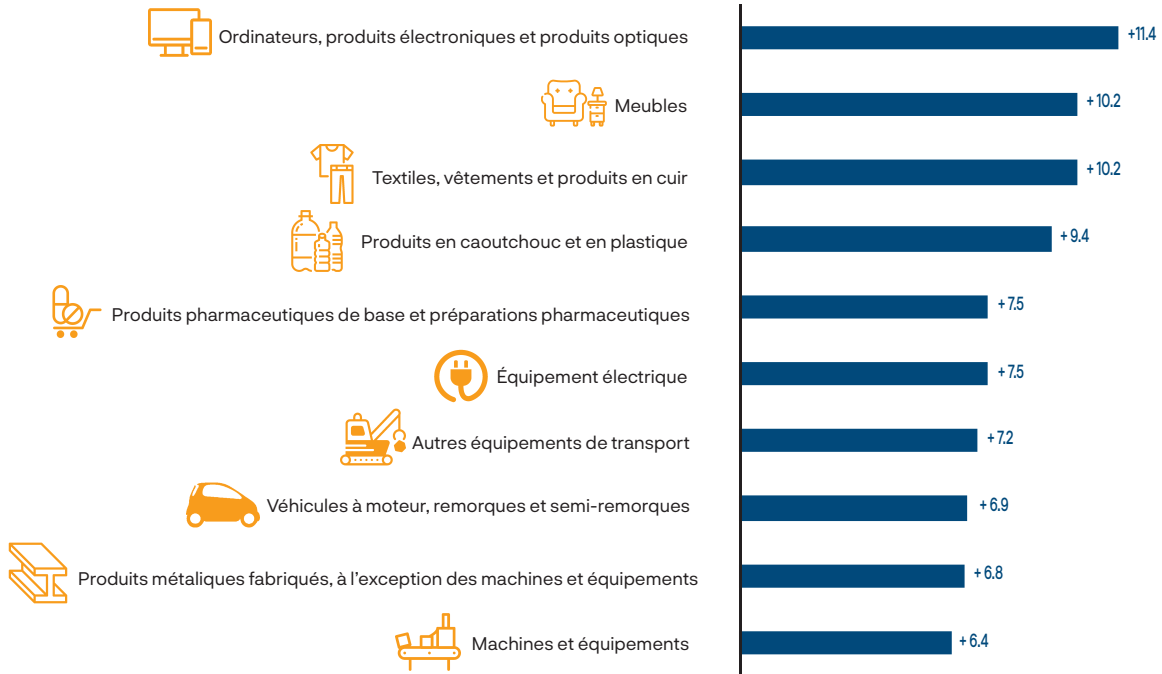 Ordinateurs, produits électroniques et produits optiques +11.4
Meubles +10.2
Textiles, vêtements et produits en cuir +10.2
Produits en caoutchouc et en plastique +9.4
Produits pharmaceutiques de base et préparations pharmaceutiques +7.5
Équipement électrique +7.5
Autres équipements de transport +7.2
Véhicules à moteur, remorques et semi-remorques +6.9
Produits métaliques fabriqués, à l’exception des machines et équipements +6.8
Machines et équipements +6.4